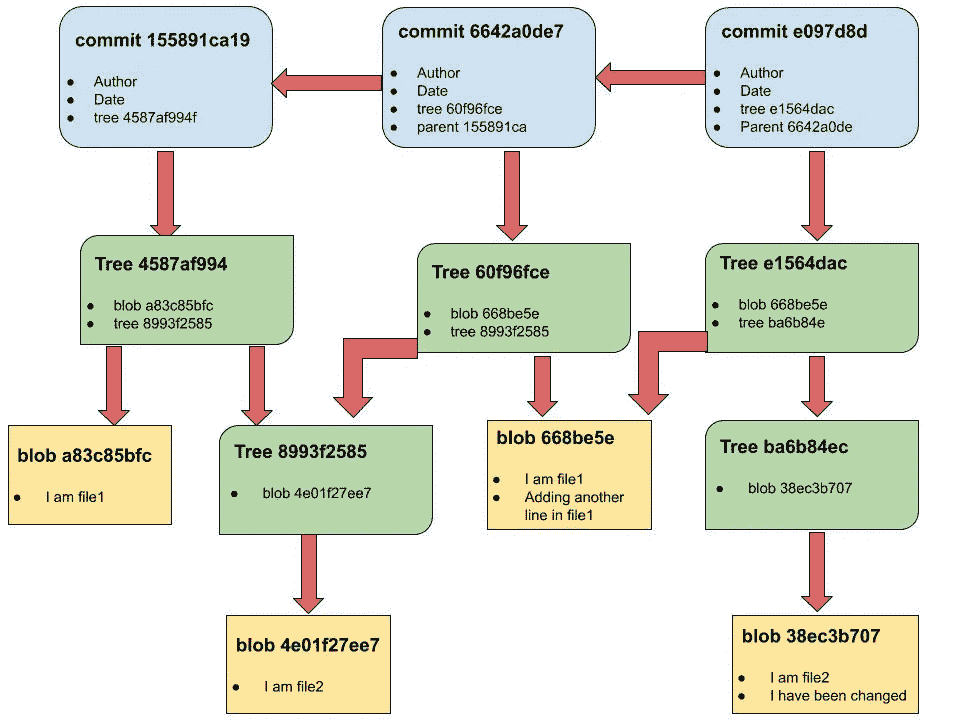 commit 155891ca19
● Author
● Date
● tree 4587af994f
commit 6642a0de7
● Author
● Date
● tree 60f96fce
● parent 155891ca
commit e097d8d
● Author
● Date
● tree e1564dac
● Parent 6642a0de
Tree 4587af994
● blob a83c85bfc
● tree 8993f2585
Tree 60f96fce
● blob 668be5e
● tree 8993f2585
Tree e1564dac
● blob 668be5e
● tree ba6b84e
blob a83c85bfc
● I am file1
Tree 8993f2585
● blob 4e01f27ee7
blob 668be5e
● I am file1
● Adding another
line in file1
Tree ba6b84ec
● blob 38ec3b707
blob 4e01f27ee7
● I am file2
blob 38ec3b707
● I am file2
● I have been changed